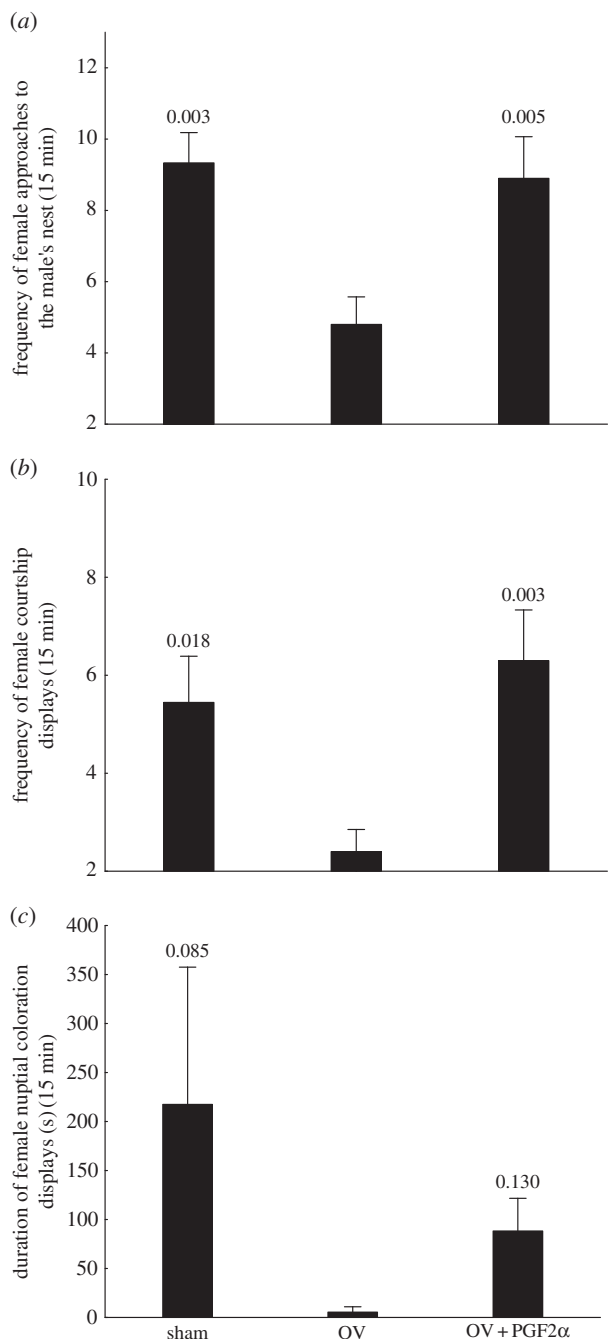 (a)
frequency of female approaches to
the male's nest (15 min)
12
10
8
6
4
2
0.003
0.005
(b)
frequency of female courtship
displays (15 min)
10
8
6
4
2
0.018
0.003
(c)
duration of female nuptial coloration
displays (s) (15 min)
400
350
300
250
200
150
100
50
0
0.085
0.130
sham
OV
OV + PGF2α